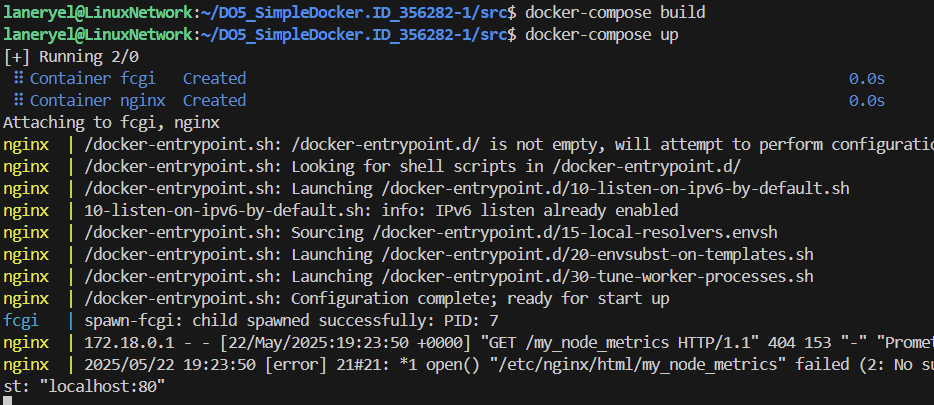 laneryel@LinuxNetwork:~/DO5_SimpleDocker.ID_356282-1/src$ docker-compose build
laneryel@LinuxNetwork:~/DO5_SimpleDocker.ID_356282-1/src$ docker-compose up
[+] Running 2/0
⠿ Container fcgi   Created   0.0s
⠿ Container nginx  Created   0.0s
Attaching to fcgi, nginx
nginx  | /docker-entrypoint.sh: /docker-entrypoint.d/ is not empty, will attempt to perform configuratio
nginx  | /docker-entrypoint.sh: Looking for shell scripts in /docker-entrypoint.d/
nginx  | /docker-entrypoint.sh: Launching /docker-entrypoint.d/10-listen-on-ipv6-by-default.sh
nginx  | 10-listen-on-ipv6-by-default.sh: info: IPv6 listen already enabled
nginx  | /docker-entrypoint.sh: Sourcing /docker-entrypoint.d/15-local-resolvers.envsh
nginx  | /docker-entrypoint.sh: Launching /docker-entrypoint.d/20-envsubst-on-templates.sh
nginx  | /docker-entrypoint.sh: Launching /docker-entrypoint.d/30-tune-worker-processes.sh
nginx  | /docker-entrypoint.sh: Configuration complete; ready for start up
fcgi   | spawn-fcgi: child spawned successfully: PID: 7
nginx  | 172.18.0.1 - - [22/May/2025:19:23:50 +0000] "GET /my_node_metrics HTTP/1.1" 404 153 "-" "Promet
nginx  | 2025/05/22 19:23:50 [error] 21#21: *1 open() "/etc/nginx/html/my_node_metrics" failed (2: No su
st: "localhost:80"